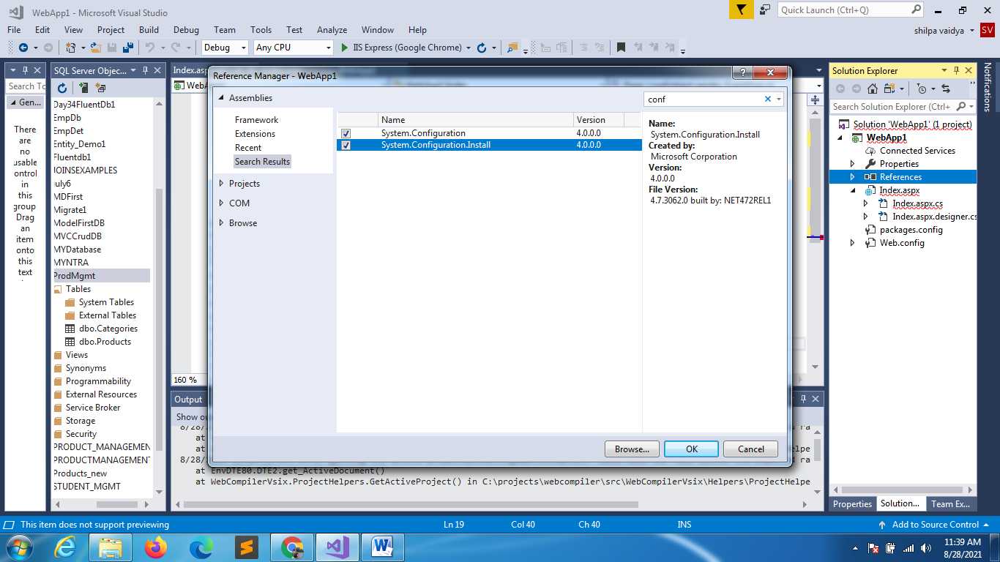 WebApp1 - Microsoft Visual Studio
Quick Launch (Ctrl+Q)
File Edit View Project Build Debug Team Tools Test Analyze Window Help
shilpa vaidya SV
Debug Any CPU IIS Express (Google Chrome)
SQL Server Objec...
Search To
Gen...
There
are
no
usable
ontrol
in
this
group
Drag
an
item
onto
this
text
Day34FluentDb1
EmpDb
EmpDet
Entity_Demo1
Fluentdb1
JOINSEXAMPLES
july6
MDFirst
Migrate1
ModelFirstDB
MVCCrudDB
MYDatabase
MYNTRA
ProdMgmt
Tables
System Tables
External Tables
dbo.Categories
dbo.Products
Views
Synonyms
Programmability
External Resources
Service Broker
Storage
Security
PRODUCT_MANAGEMEN
PRODUCTMANAGEMENT
Products_new
STUDENT_MGMT
Index.as
WebA
160 %
Reference Manager - WebApp1
Assemblies
conf
Framework
Extensions
Recent
Search Results
Projects
COM
Browse
Name Version
System.Configuration 4.0.0.0
System.Configuration.Install 4.0.0.0
Name:
System.Configuration.Install
Created by:
Microsoft Corporation
Version:
4.0.0.0
File Version:
4.7.3062.0 built by: NET472REL1
Browse... OK Cancel
Output
Show ou
8/28/
at
at
8/28/
at EnvDTE80.DTE2.get_ActiveDocument()
at WebCompilerVsix.ProjectHelpers.GetActiveProject() in C:\projects\webcompiler\src\WebCompilerVsix\Helpers\ProjectHelpe
Solution Explorer
Search Solution Explorer (Ctrl+
Solution 'WebApp1' (1 project)
WebApp1
Connected Services
Properties
References
Index.aspx
Index.aspx.cs
Index.aspx.designer.cs
packages.config
Web.config
Properties Solution... Team Ex...
Notifications
This item does not support previewing Ln 19 Col 40 Ch 40 INS Add to Source Control
11:39 AM
8/28/2021